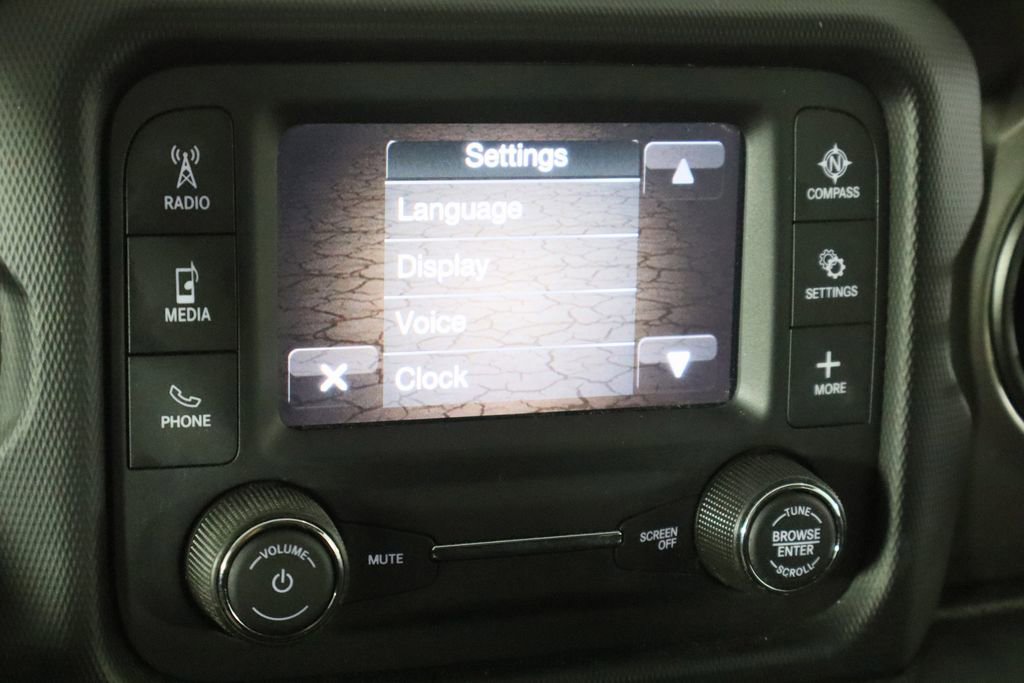 RADIO
MEDIA
PHONE
Settings
Language
Display
Voice
Clock
N
COMPASS
SETTINGS
MORE
VOLUME
MUTE
SCREEN
OFF
TUNE
BROWSE
ENTER
SCROLL